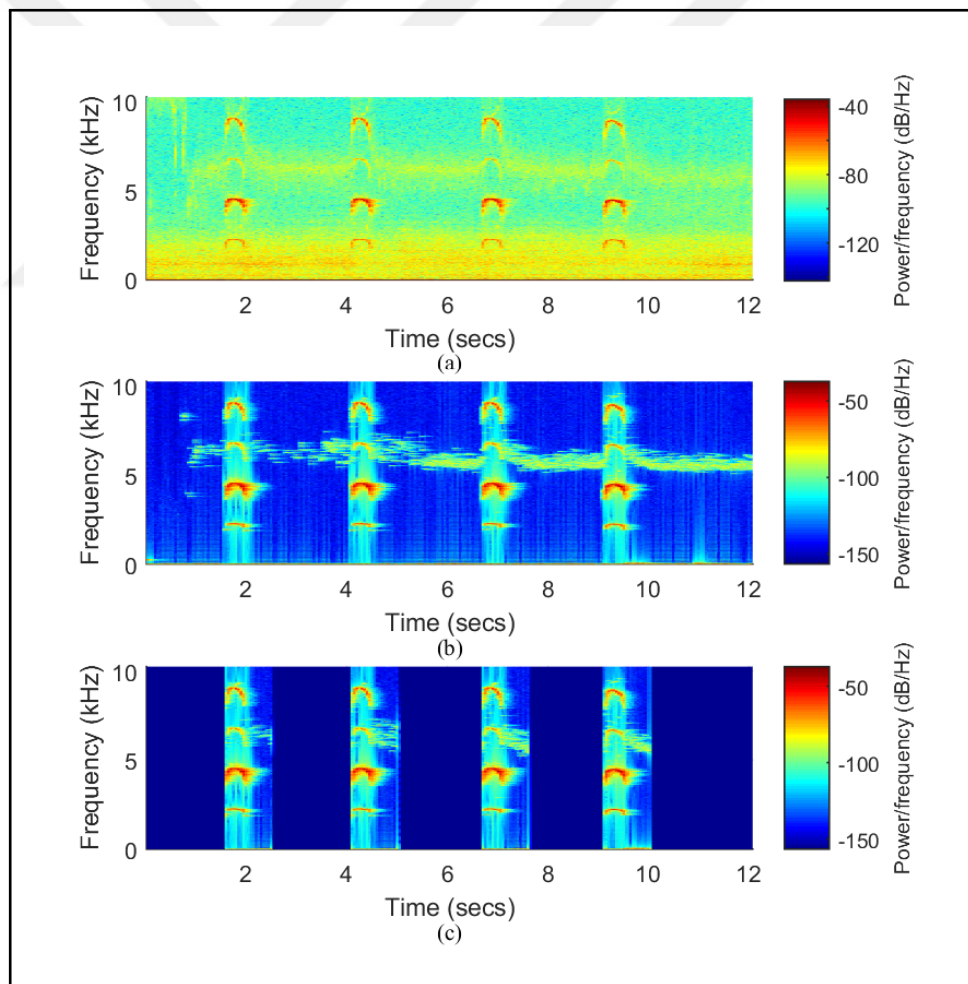 10
5
0
Frequency (kHz)
2 4 6 8 10 12
Time (secs)
(a)
-40
-80
-120
Power/frequency (dB/Hz)
10
5
0
Frequency (kHz)
2 4 6 8 10 12
Time (secs)
(b)
-50
-100
-150
Power/frequency (dB/Hz)
10
5
0
Frequency (kHz)
2 4 6 8 10 12
Time (secs)
(c)
-50
-100
-150
Power/frequency (dB/Hz)